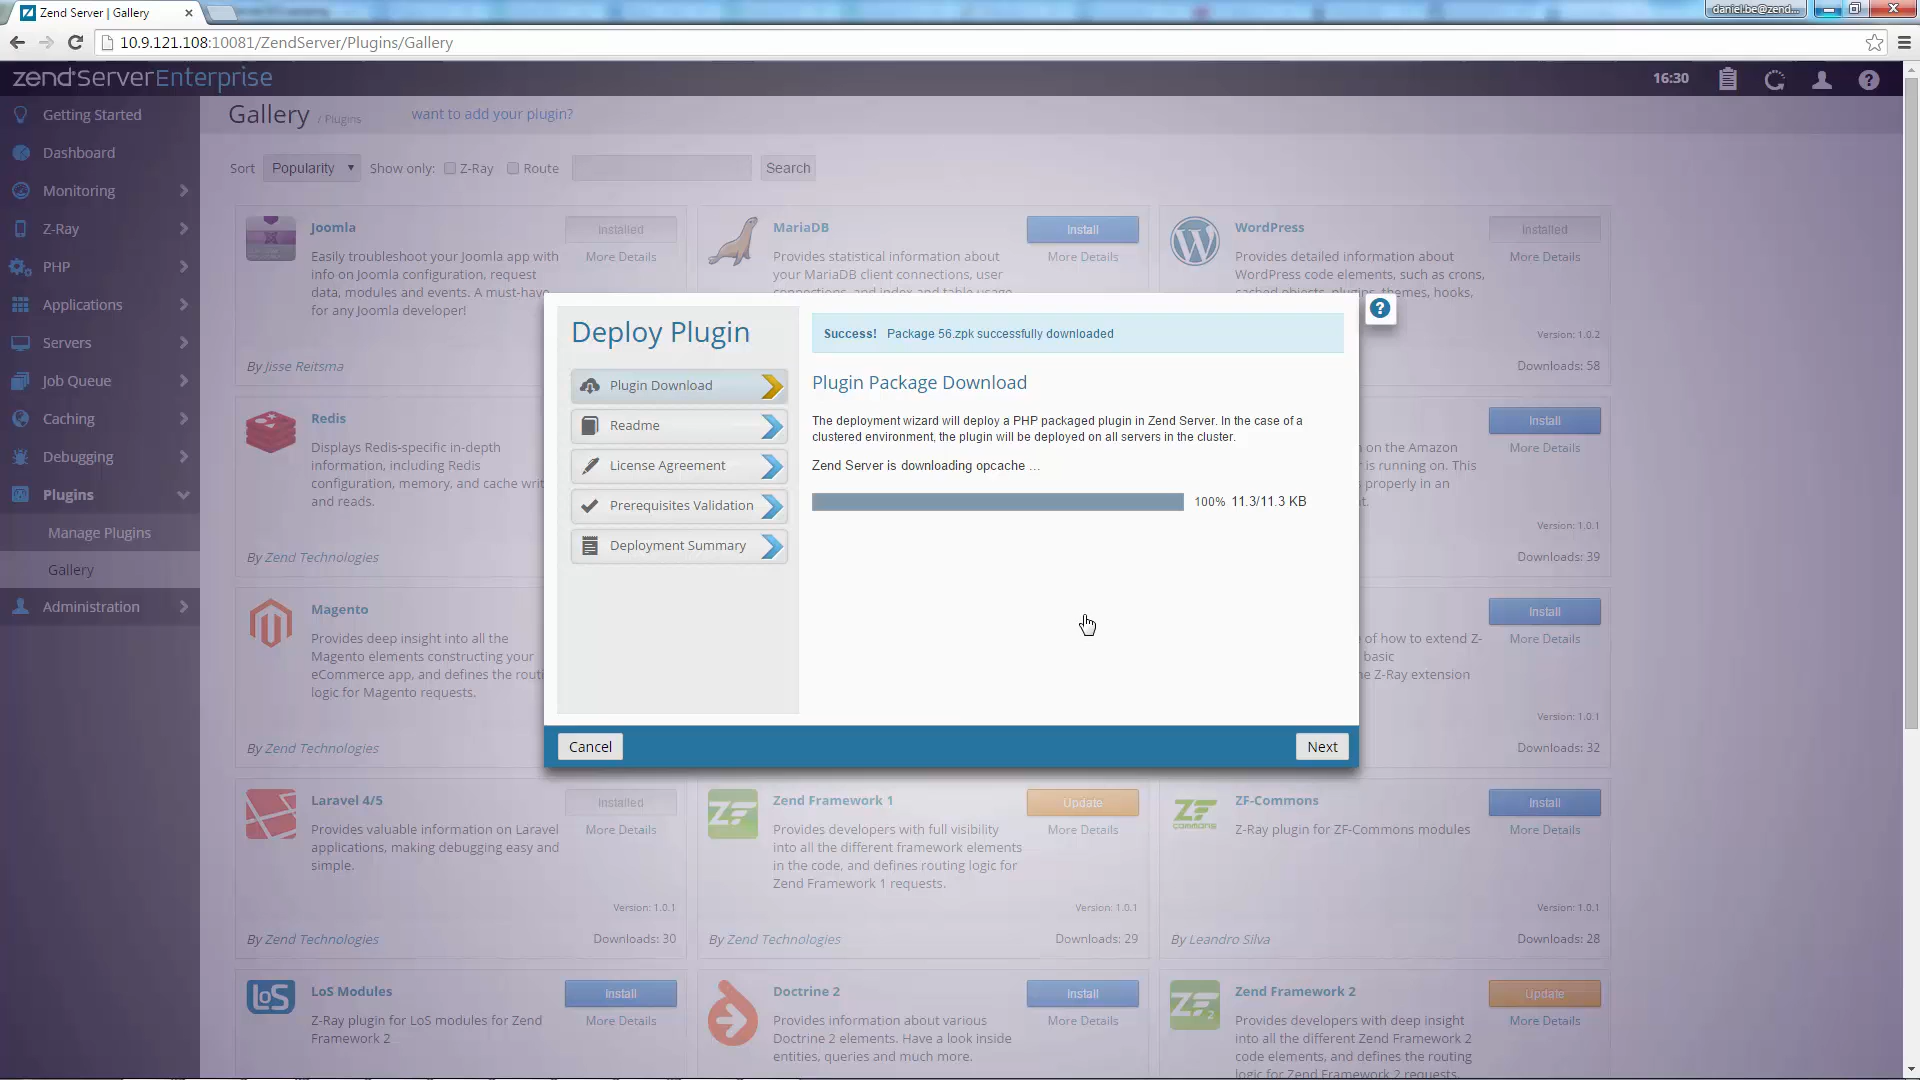 Zend Server | Gallery
daniel.be@zend...
10.9.121.108:10081/ZendServer/Plugins/Gallery
zend Server Enterprise
16:30
Getting Started
Dashboard
Monitoring
Z-Ray
PHP
Applications
Servers
Job Queue
Caching
Debugging
Plugins
Manage Plugins
Gallery
Administration
Gallery / Plugins
want to add your plugin?
Sort
Popularity
Show only:
Z-Ray
Route
Search
Joomla
Installed
More Details
Easily troubleshoot your Joomla app with
info on Joomla configuration, request
data, modules and events. A must-have
for any Joomla developer!
By Jisse Reitsma
MariaDB
Install
More Details
Provides statistical information about
your MariaDB client connections, user
connections, and index and table usage
WordPress
Installed
More Details
Provides detailed information about
WordPress code elements, such as crons,
cached objects, plugins, themes, hooks,
Version: 1.0.2
Downloads: 58
Redis
Displays Redis-specific in-depth
information, including Redis
configuration, memory, and cache writ
and reads.
By Zend Technologies
Install
More Details
on the Amazon
r is running on. This
properly in an
t.
Version: 1.0.1
Downloads: 39
Magento
Provides deep insight into all the
Magento elements constructing your
eCommerce app, and defines the routi
logic for Magento requests.
By Zend Technologies
Install
More Details
of how to extend Z-
basic
e Z-Ray extension
Version: 1.0.1
Downloads: 32
Deploy Plugin
Plugin Download
Readme
License Agreement
Prerequisites Validation
Deployment Summary
Success! Package 56.zpk successfully downloaded
Plugin Package Download
The deployment wizard will deploy a PHP packaged plugin in Zend Server. In the case of a
clustered environment, the plugin will be deployed on all servers in the cluster.
Zend Server is downloading opcache ...
100% 11.3/11.3 KB
Cancel
Next
Laravel 4/5
Installed
More Details
Provides valuable information on Laravel
applications, making debugging easy and
simple.
Version: 1.0.1
By Zend Technologies
Downloads: 30
ZF
Zend Framework 1
Update
More Details
Provides developers with full visibility
into all the different framework elements
in the code, and defines routing logic for
Zend Framework 1 requests.
Version: 1.0.1
By Zend Technologies
Downloads: 29
ZF
COMMONS
ZF-Commons
Install
More Details
Z-Ray plugin for ZF-Commons modules
Version: 1.0.1
By Leandro Silva
Downloads: 28
LoS
LoS Modules
Install
More Details
Z-Ray plugin for LoS modules for Zend
Framework 2
Doctrine 2
Install
More Details
Provides information about various
Doctrine 2 elements. Have a look inside
entities, queries and much more.
ZF2
Zend Framework 2
Update
More Details
Provides developers with deep insight
into all the different Zend Framework 2
code elements, and defines the routing
logic for Zend Framework 2 requests.